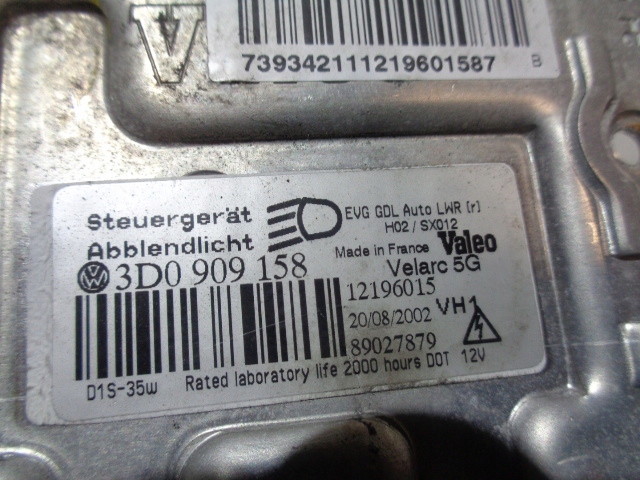 739342111219601587 B
Steuergerät
Abblendlicht
EVG GDL Auto LWR [r]
H02 / SX012
Made in France Valeo
3D0 909 158
Velarc 5G
12196015
20/08/2002 VH1
89027879
D1S-35w Rated laboratory life 2000 hours DOT 12V